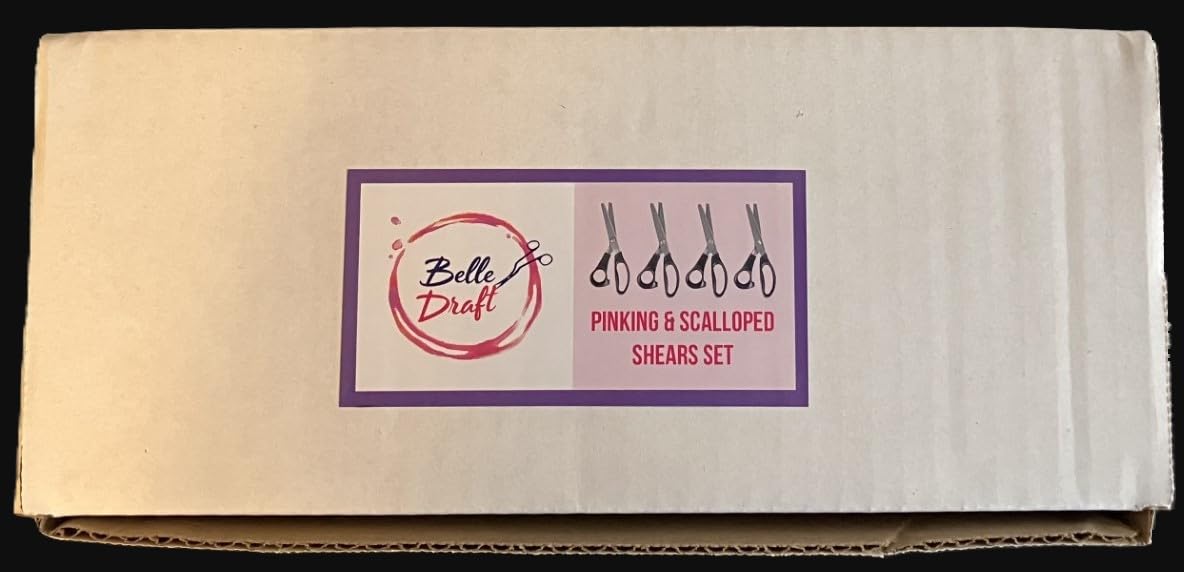 Belle
Draft
PINKING & SCALLOPED
SHEARS SET